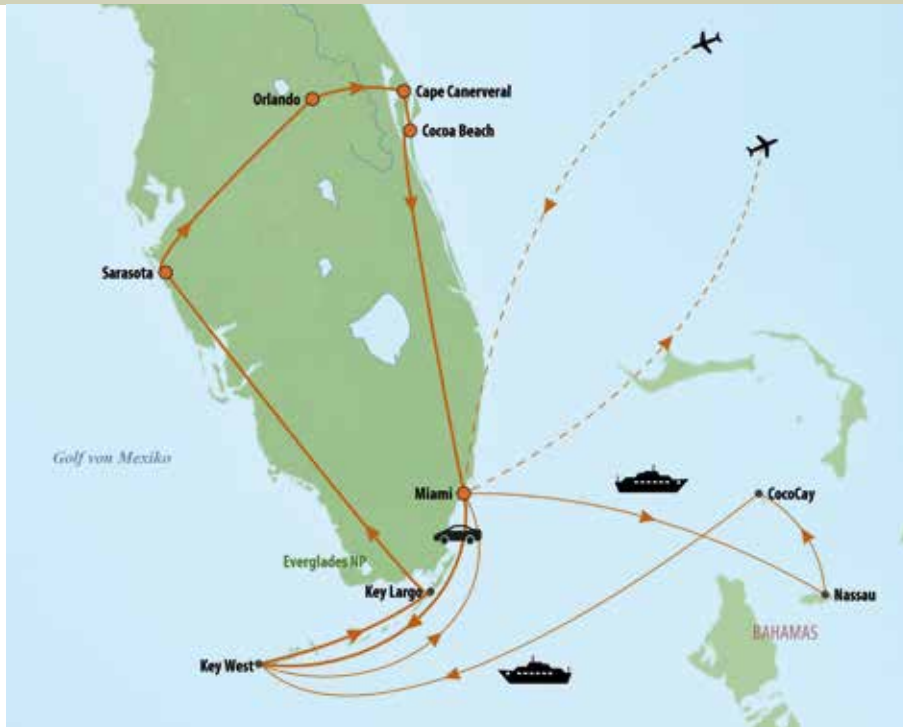 Orlando
Cape Canerveral
Cocoa Beach
Sarasota
Golf von Mexiko
Miami
CocoCay
Everglades NP
Key Largo
Nassau
BAHAMAS
Key West